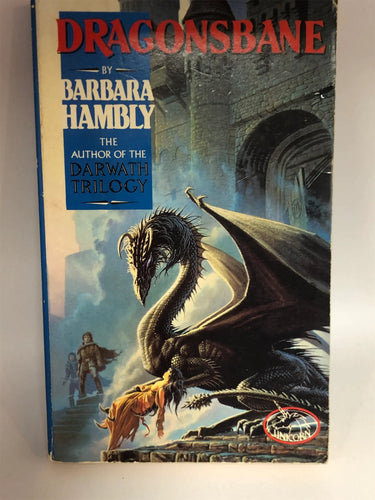 DRAGONSBANE
BY
BARBARA
HAMBLY
THE
AUTHOR OF THE
DARWATH
TRILOGY
UNICORN